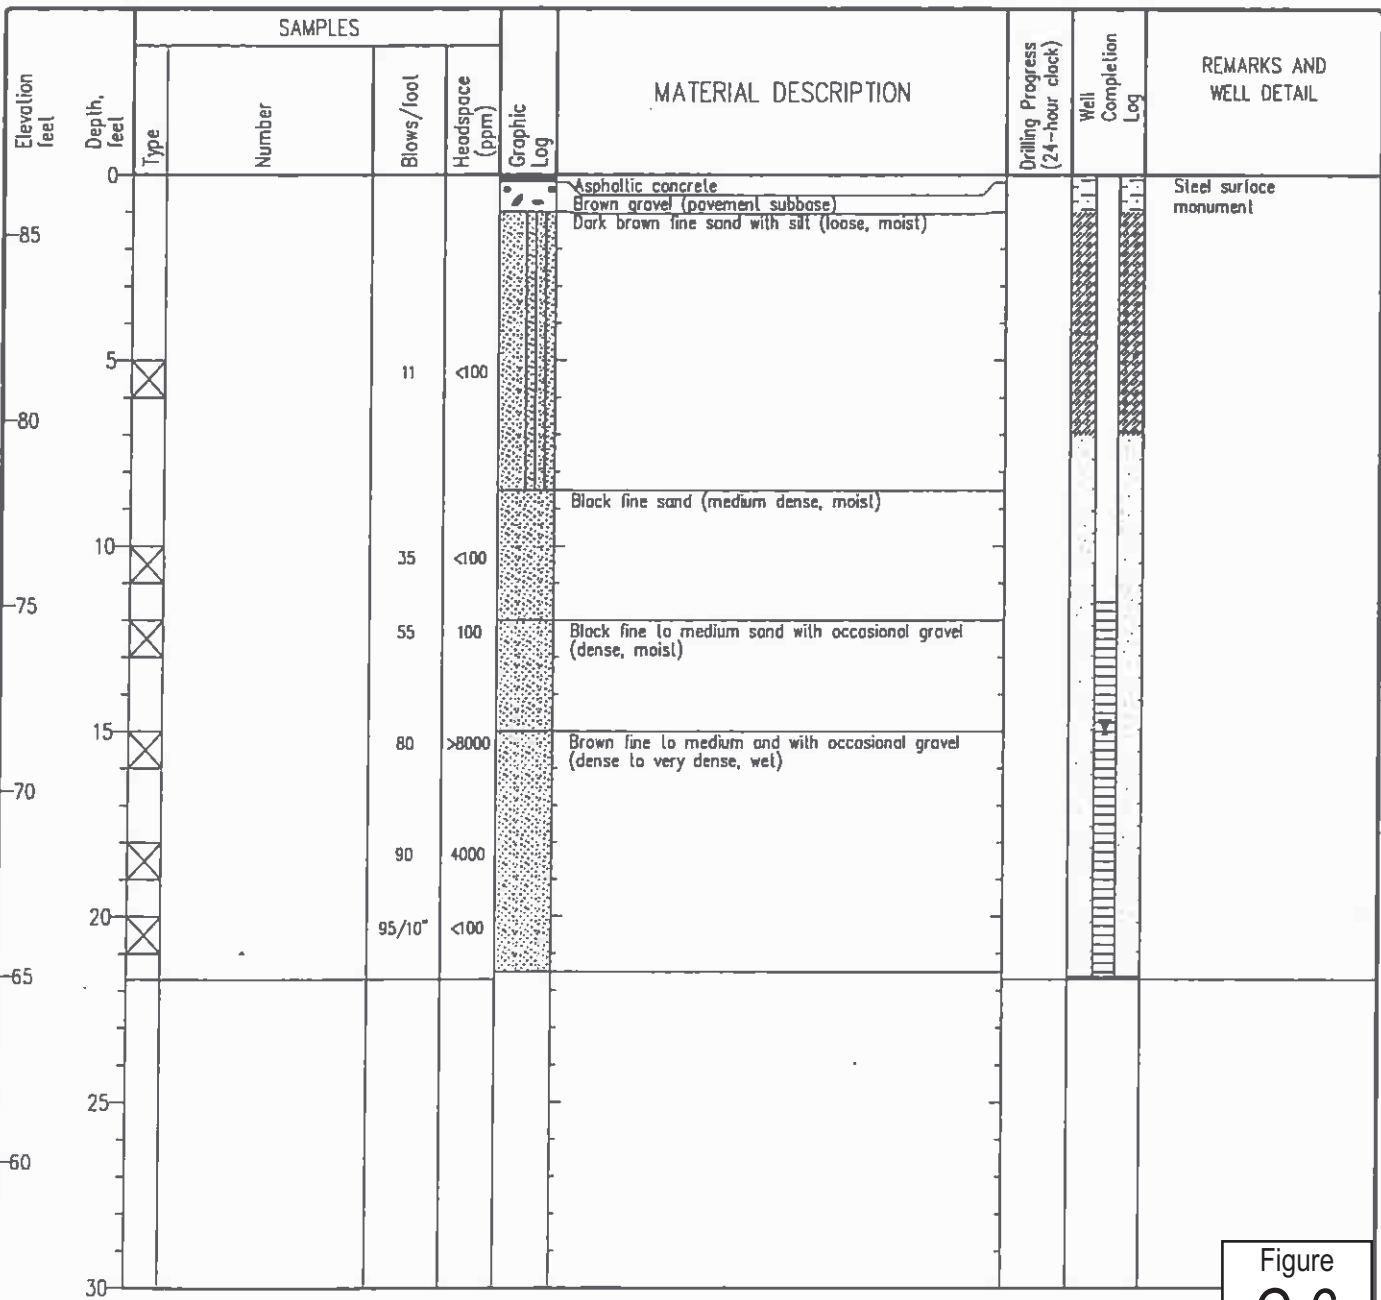 SAMPLES
Elevation
feet
Depth,
feet
Type
Number
Blows/foot
Headspace
(ppm)
Graphic
Log
MATERIAL DESCRIPTION
Drilling Progress
(24-hour clock)
Well
Completion
Log
REMARKS AND
WELL DETAIL
0
Asphaltic concrete
Steel surface
monument
Brown gravel (pavement subbase)
Dark brown fine sand with silt (loose, moist)
85
5
11
<100
80
Black fine sand (medium dense, moist)
10
35
<100
75
55
100
Black fine to medium sand with occasional gravel
(dense, moist)
15
80
>8000
Brown fine to medium and with occasional gravel
(dense to very dense, wet)
70
90
4000
20
95/10"
<100
65
25
60
30
Figure